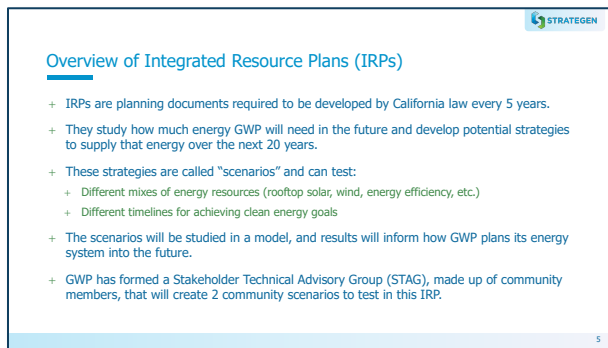 STRATEGEN
Overview of Integrated Resource Plans (IRPs)
+ IRPs are planning documents required to be developed by California law every 5 years.
+ They study how much energy GWP will need in the future and develop potential strategies
to supply that energy over the next 20 years.
+ These strategies are called “scenarios” and can test:
+ Different mixes of energy resources (rooftop solar, wind, energy efficiency, etc.)
+ Different timelines for achieving clean energy goals
+ The scenarios will be studied in a model, and results will inform how GWP plans its energy
system into the future.
+ GWP has formed a Stakeholder Technical Advisory Group (STAG), made up of community
members, that will create 2 community scenarios to test in this IRP.
5